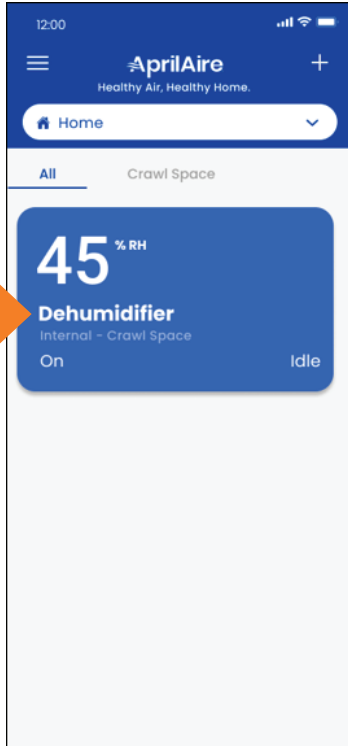 12:00
AprilAire
Healthy Air, Healthy Home.
Home
All Crawl Space
45 % RH
Dehumidifier
Internal - Crawl Space
On Idle